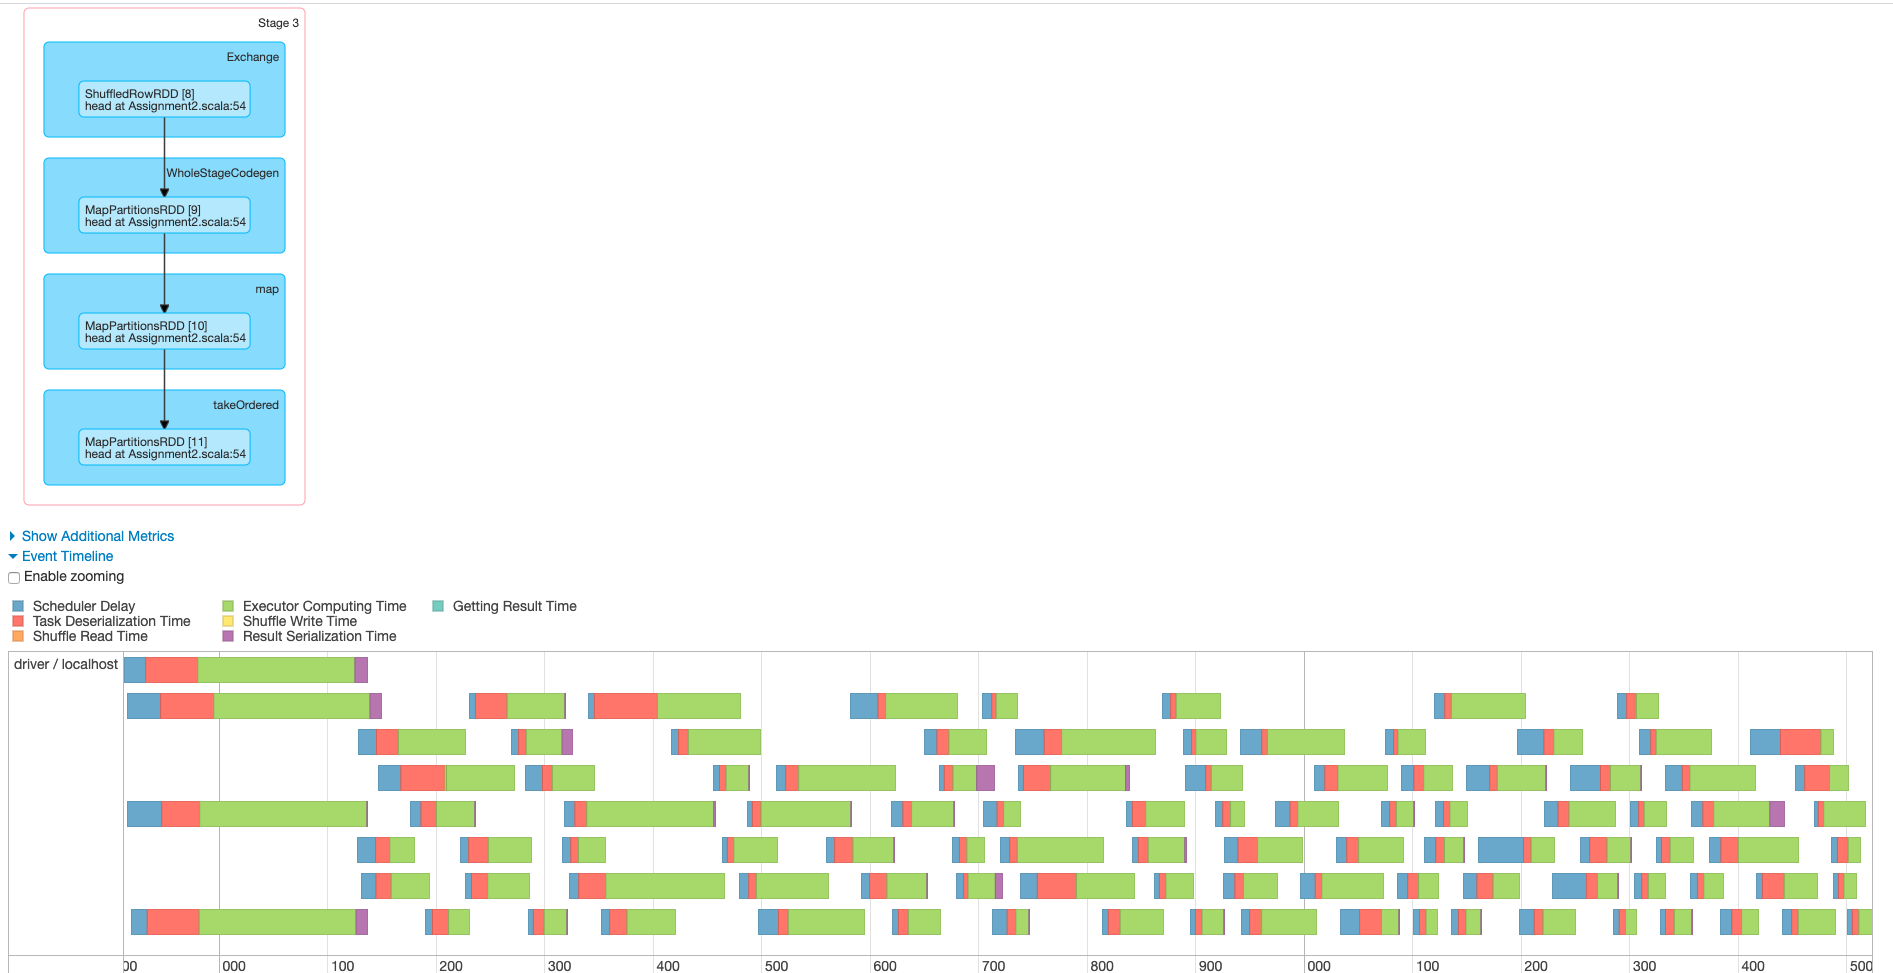 Stage 3
Exchange
ShuffledRowRDD [8]
head at Assignment2.scala:54
WholeStageCodegen
MapPartitionsRDD [9]
head at Assignment2.scala:54
map
MapPartitionsRDD [10]
head at Assignment2.scala:54
takeOrdered
MapPartitionsRDD [11]
head at Assignment2.scala:54
Show Additional Metrics
Event Timeline
Enable zooming
Scheduler Delay
Executor Computing Time
Getting Result Time
Task Deserialization Time
Shuffle Write Time
Shuffle Read Time
Result Serialization Time
driver / localhost
00 000 100 200 300 400 500 600 700 800 900 000 100 200 300 400 500